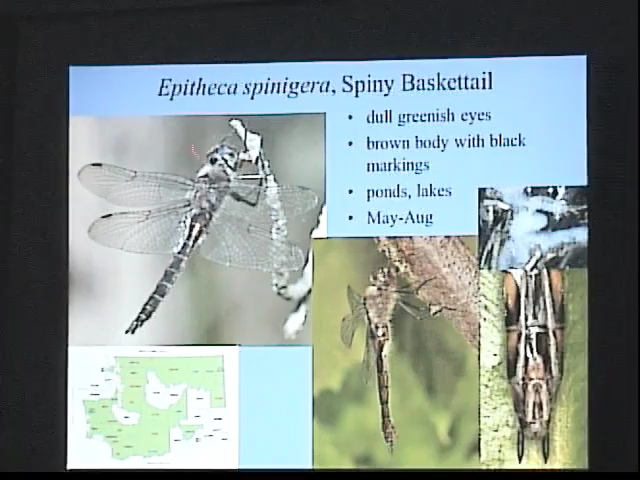 Epitheca spinigera, Spiny Baskettail
• dull greenish eyes
• brown body with black
markings
• ponds, lakes
• May-Aug